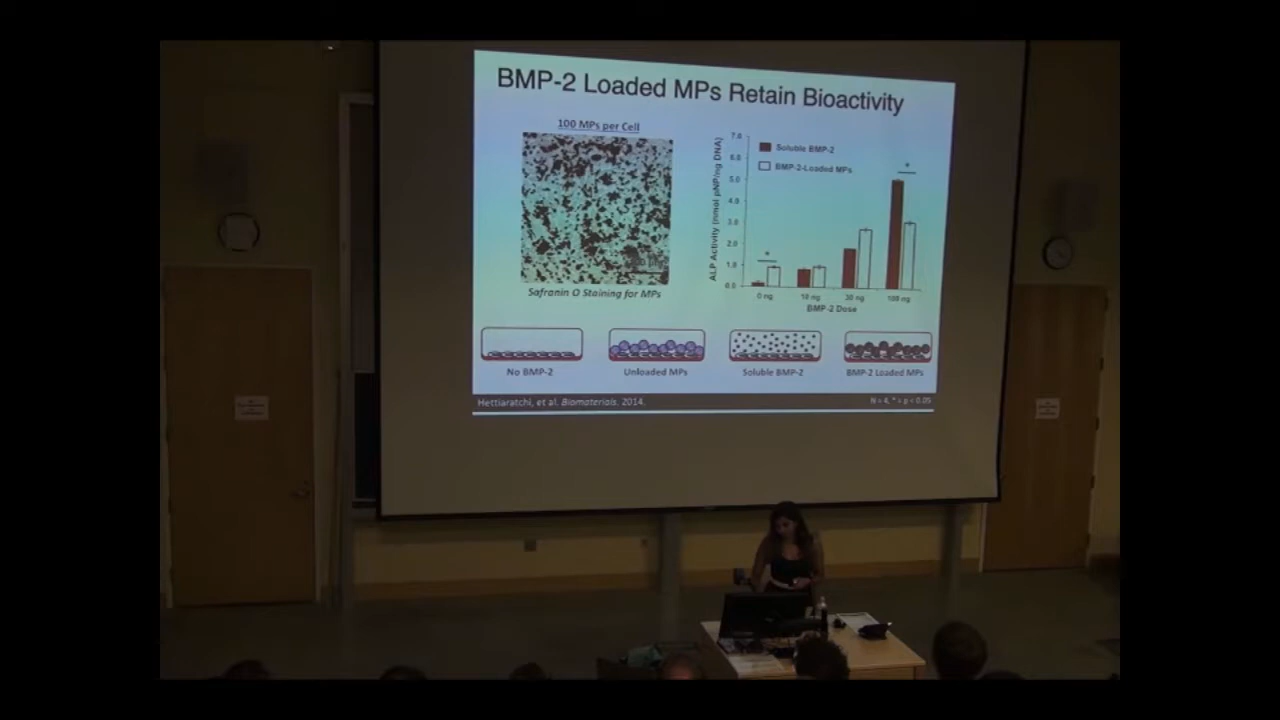 BMP-2 Loaded MPs Retain Bioactivity
100 MPs per Cell
Safranin O Staining for MPs
ALP Activity (nmol pNP/ng DNA)
7.0
6.0
5.0
4.0
3.0
2.0
1.0
0.0
Soluble BMP-2
BMP-2-Loaded MPs
*
*
0 ng
10 ng
30 ng
100 ng
BMP-2 Dose
No BMP-2
Unloaded MPs
Soluble BMP-2
BMP-2 Loaded MPs
Hettiaratchi, et al. Biomaterials. 2014.
N = 4, * = p < 0.05